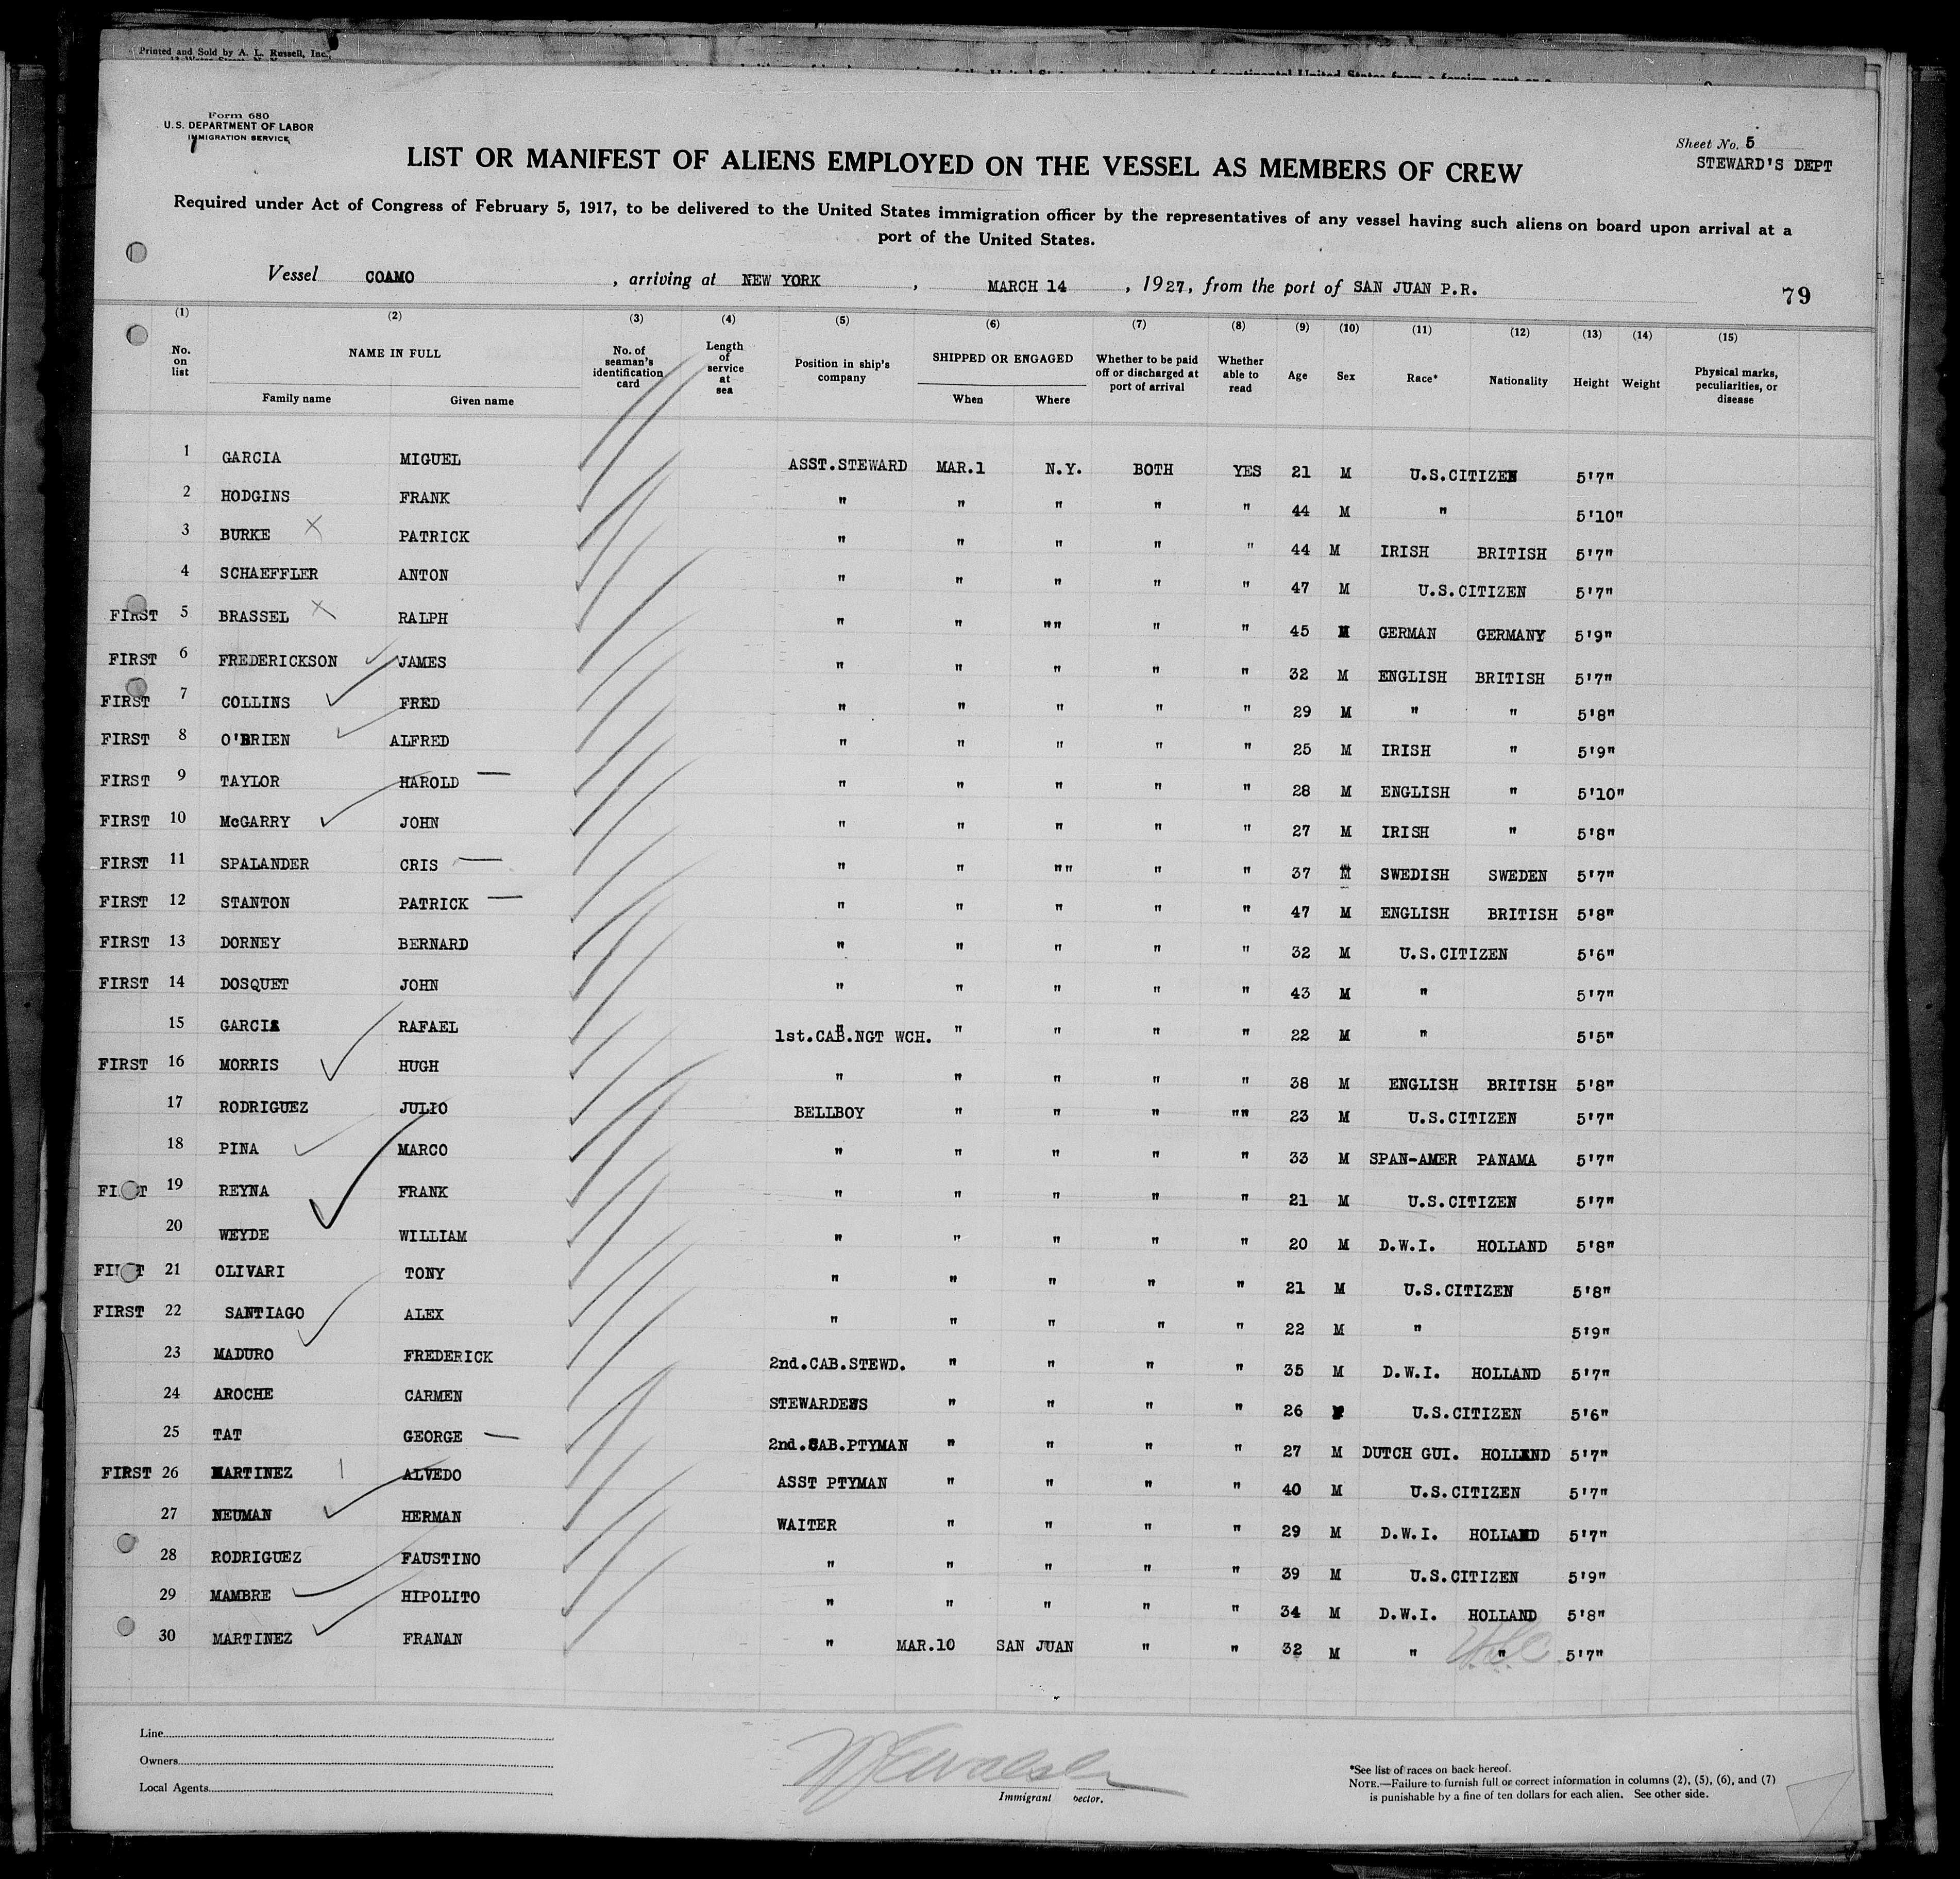 Printed and Sold by A. L. Russell, Inc.,
Form 680
U.S. DEPARTMENT OF LABOR
IMMIGRATION SERVICE
Sheet No. 5
STEWARD'S DEPT
LIST OR MANIFEST OF ALIENS EMPLOYED ON THE VESSEL AS MEMBERS OF CREW
Required under Act of Congress of February 5, 1917, to be delivered to the United States immigration officer by the representatives of any vessel having such aliens on board upon arrival at a
port of the United States.
Vessel COAMO, arriving at NEW YORK, MARCH 14, 1927, from the port of SAN JUAN P.R.
79
(1) (2) (3) (4) (5) (6) (7) (8) (9) (10) (11) (12) (13) (14) (15)
No. on list NAME IN FULL No. of seaman's identification card Length of service at sea Position in ship's company SHIPPED OR ENGAGED Whether to be paid off or discharged at port of arrival Whether able to read Age Sex Race* Nationality Height Weight Physical marks, peculiarities, or disease
Family name Given name When Where
1 GARCIA MIGUEL ASST.STEWARD MAR.1 N.Y. BOTH YES 21 M U.S.CITIZEN 5'7"
2 HODGINS FRANK " " " " " 44 M " 5'10"
3 BURKE X PATRICK " " " " " 44 M IRISH BRITISH 5'7"
4 SCHAEFFLER ANTON " " " " " 47 M U.S.CITIZEN 5'7"
FIRST 5 BRASSEL X RALPH " " "" " " 45 M GERMAN GERMANY 5'9"
FIRST 6 FREDERICKSON JAMES " " " " " 32 M ENGLISH BRITISH 5'7"
FIRST 7 COLLINS FRED " " " " " 29 M " " 5'8"
FIRST 8 O'BRIEN ALFRED " " " " " 25 M IRISH " 5'9"
FIRST 9 TAYLOR HAROLD " " " " " 28 M ENGLISH " 5'10"
FIRST 10 McGARRY JOHN " " " " " 27 M IRISH " 5'8"
FIRST 11 SPALANDER CRIS " " "" " " 37 M SWEDISH SWEDEN 5'7"
FIRST 12 STANTON PATRICK " " " " " 47 M ENGLISH BRITISH 5'8"
FIRST 13 DORNEY BERNARD " " " " " 32 M U.S.CITIZEN 5'6"
FIRST 14 DOSQUET JOHN " " " " " 43 M " 5'7"
15 GARCIA RAFAEL 1st.CAB.NGT WCH. " " " " 22 M " 5'5"
FIRST 16 MORRIS HUGH " " " " " 38 M ENGLISH BRITISH 5'8"
17 RODRIGUEZ JULIO BELLBOY " " " "" 23 M U.S.CITIZEN 5'7"
18 PINA MARCO " " " " " 33 M SPAN-AMER PANAMA 5'7"
FIRST 19 REYNA FRANK " " " " " 21 M U.S.CITIZEN 5'7"
20 WEYDE WILLIAM " " " " " 20 M D.W.I. HOLLAND 5'8"
FIRST 21 OLIVARI TONY " " " " " 21 M U.S.CITIZEN 5'8"
FIRST 22 SANTIAGO ALEX " " " " " 22 M " 5'9"
23 MADURO FREDERICK 2nd.CAB.STEWD. " " " " 35 M D.W.I. HOLLAND 5'7"
24 AROCHE CARMEN STEWARDESS " " " " 26 F U.S.CITIZEN 5'6"
25 TAT GEORGE 2nd.CAB.PTYMAN " " " " 27 M DUTCH GUI. HOLLAND 5'7"
FIRST 26 MARTINEZ ALVEDO ASST PTYMAN " " " " 40 M U.S.CITIZEN 5'7"
27 NEUMAN HERMAN WAITER " " " " 29 M D.W.I. HOLLAND 5'7"
28 RODRIGUEZ FAUSTINO " " " " " 39 M U.S.CITIZEN 5'9"
29 MAMBRE HIPOLITO " " " " " 34 M D.W.I. HOLLAND 5'8"
30 MARTINEZ FRANAN " MAR.10 SAN JUAN " " 32 M " " 5'7"
Line
Owners
Local Agents
Immigrant pector.
*See list of races on back hereof.
NOTE.—Failure to furnish full or correct information in columns (2), (5), (6), and (7)
is punishable by a fine of ten dollars for each alien. See other side.